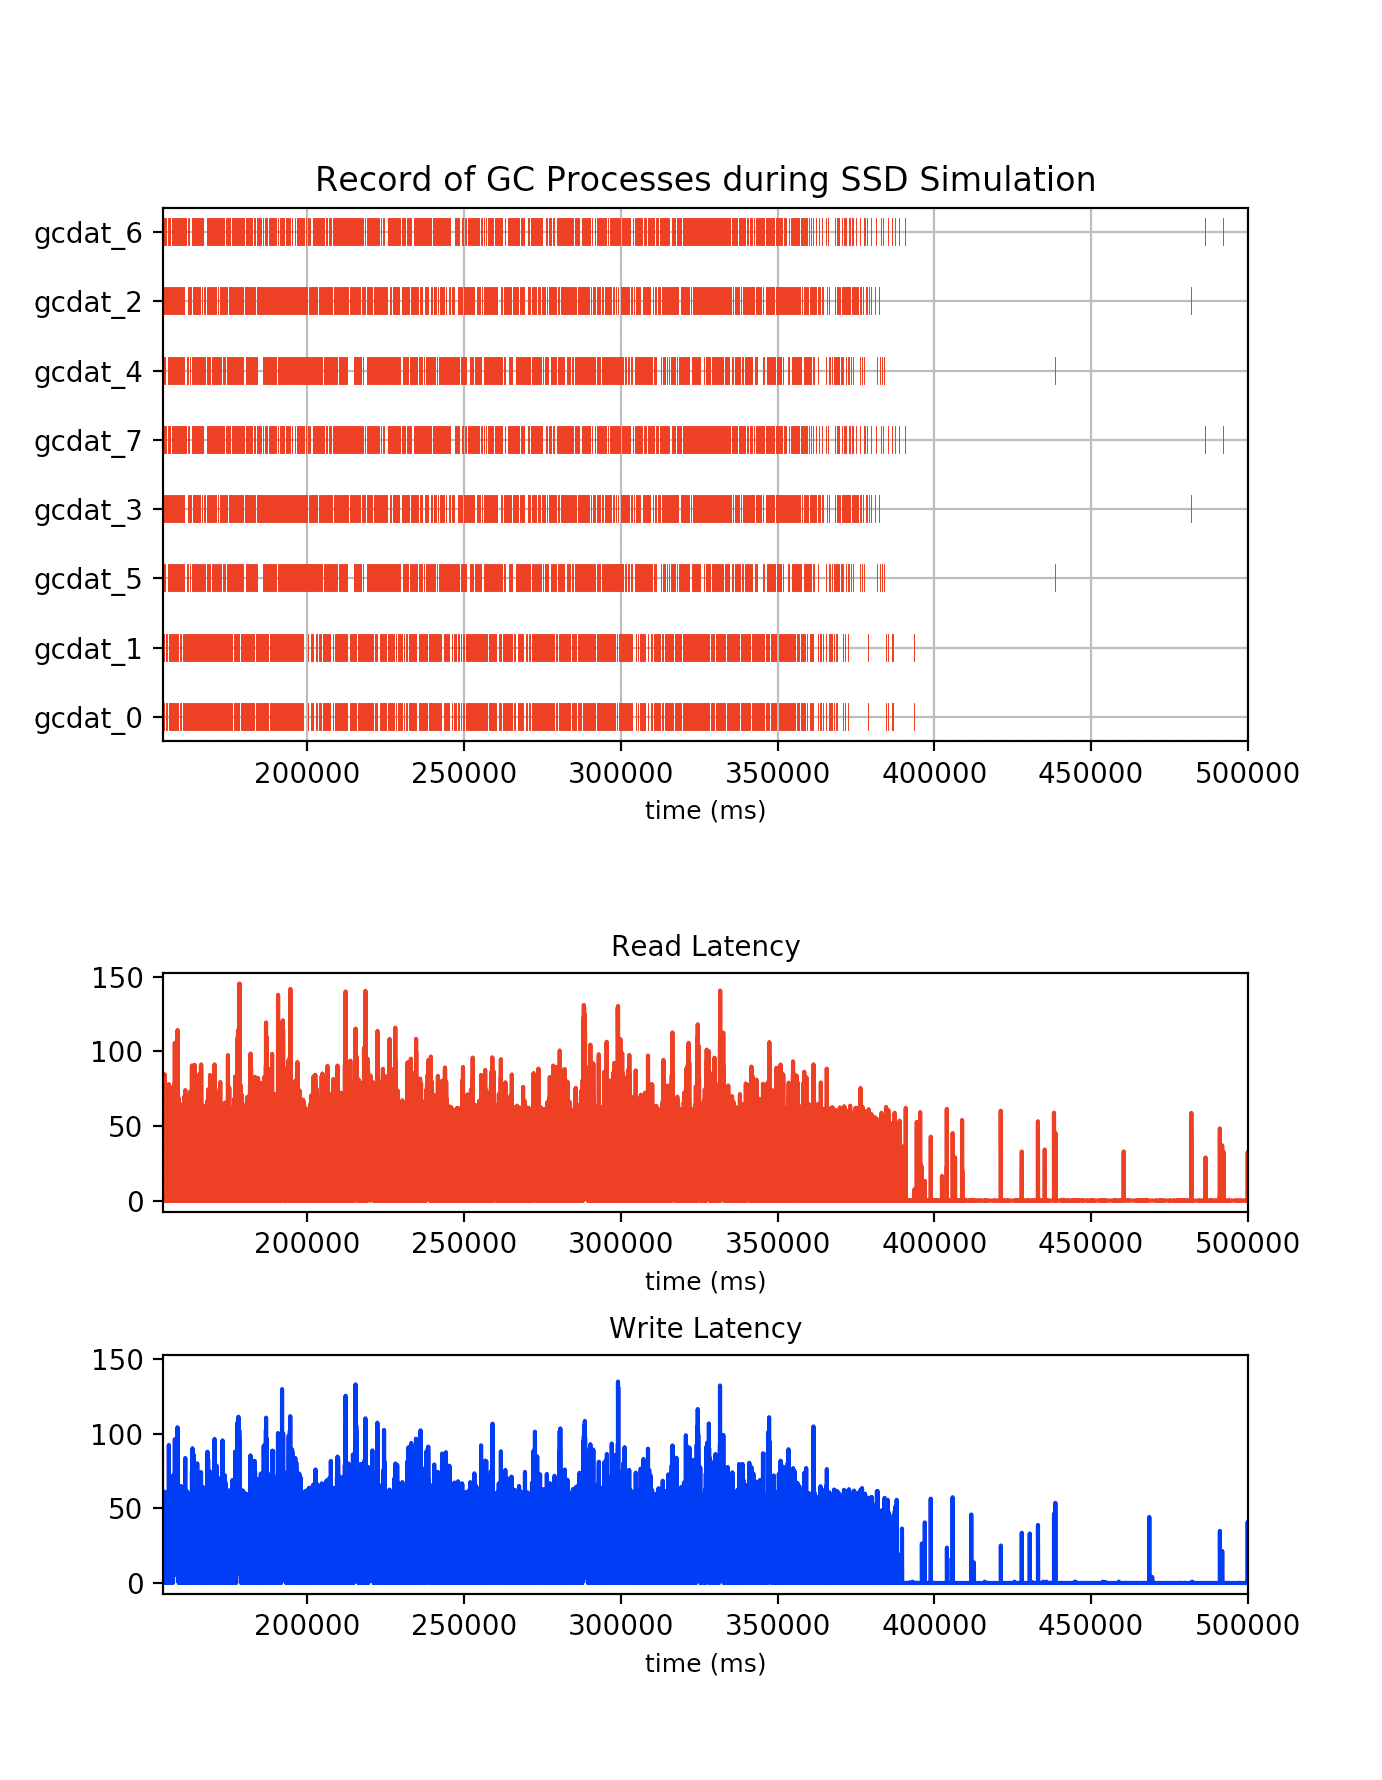 Record of GC Processes during SSD Simulation
gcdat_6
gcdat_2
gcdat_4
gcdat_7
gcdat_3
gcdat_5
gcdat_1
gcdat_0
200000 250000 300000 350000 400000 450000 500000
time (ms)
Read Latency
150
100
50
0
200000 250000 300000 350000 400000 450000 500000
time (ms)
Write Latency
150
100
50
0
200000 250000 300000 350000 400000 450000 500000
time (ms)